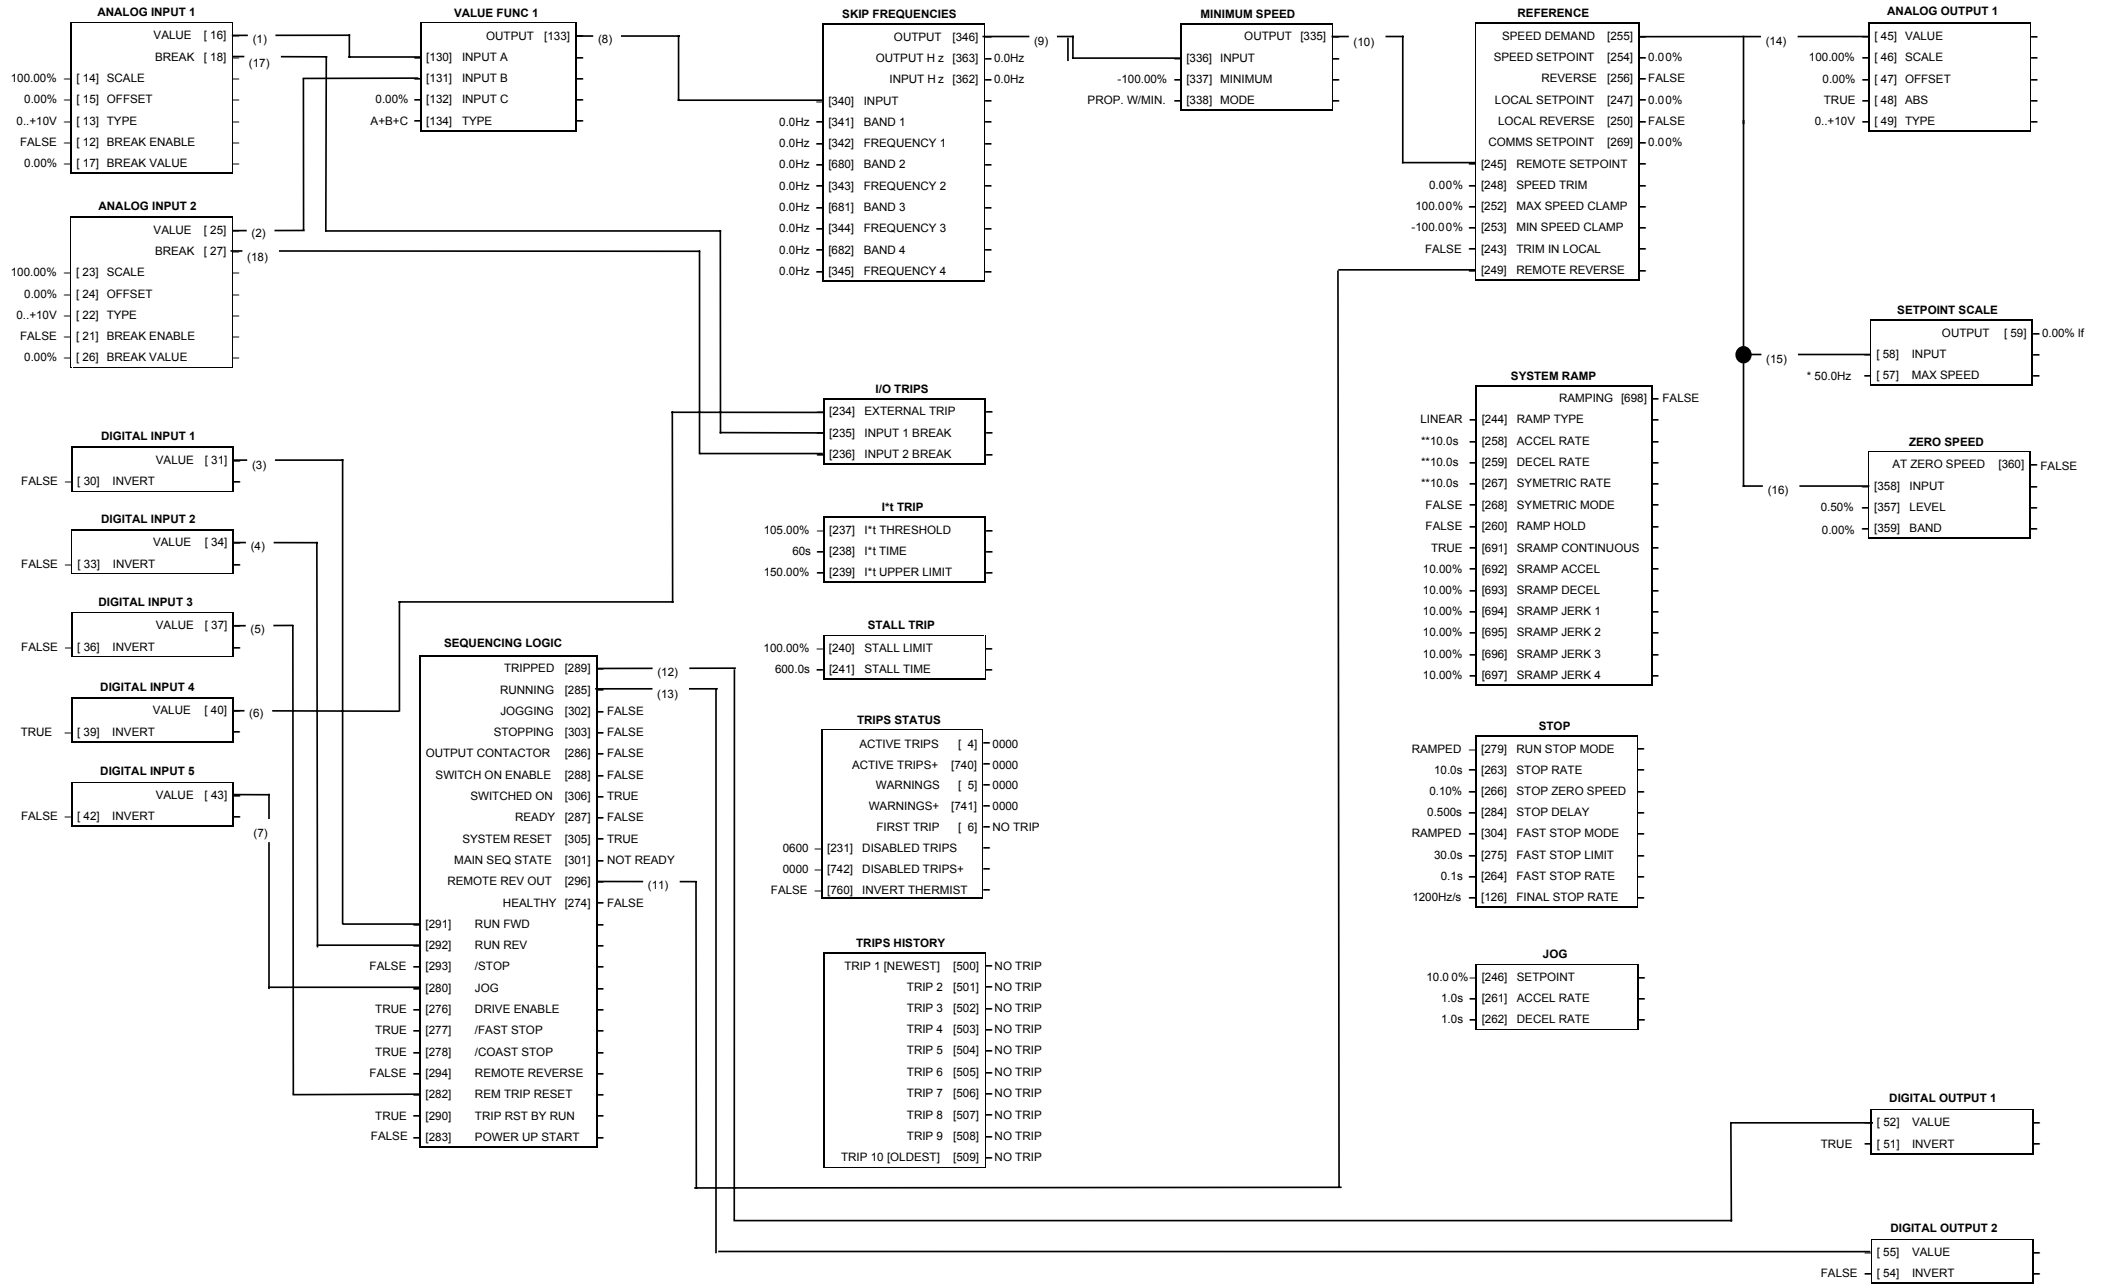 ANALOG INPUT 1
VALUE [ 16] (1)
BREAK [ 18] (17)
100.00% [ 14] SCALE
0.00% [ 15] OFFSET
0..+10V [ 13] TYPE
FALSE [ 12] BREAK ENABLE
0.00% [ 17] BREAK VALUE
ANALOG INPUT 2
VALUE [ 25] (2)
BREAK [ 27] (18)
100.00% [ 23] SCALE
0.00% [ 24] OFFSET
0..+10V [ 22] TYPE
FALSE [ 21] BREAK ENABLE
0.00% [ 26] BREAK VALUE
DIGITAL INPUT 1
VALUE [ 31] (3)
FALSE [ 30] INVERT
DIGITAL INPUT 2
VALUE [ 34] (4)
FALSE [ 33] INVERT
DIGITAL INPUT 3
VALUE [ 37] (5)
FALSE [ 36] INVERT
DIGITAL INPUT 4
VALUE [ 40] (6)
TRUE [ 39] INVERT
DIGITAL INPUT 5
VALUE [ 43]
(7)
FALSE [ 42] INVERT
VALUE FUNC 1
OUTPUT [133] (8)
[130] INPUT A
[131] INPUT B
0.00% [132] INPUT C
A+B+C [134] TYPE
SEQUENCING LOGIC
TRIPPED [289] (12)
RUNNING [285] (13)
JOGGING [302] FALSE
STOPPING [303] FALSE
OUTPUT CONTACTOR [286] FALSE
SWITCH ON ENABLE [288] FALSE
SWITCHED ON [306] TRUE
READY [287] FALSE
SYSTEM RESET [305] TRUE
MAIN SEQ STATE [301] NOT READY
REMOTE REV OUT [296] (11)
HEALTHY [274] FALSE
[291] RUN FWD
[292] RUN REV
FALSE [293] /STOP
[280] JOG
TRUE [276] DRIVE ENABLE
TRUE [277] /FAST STOP
TRUE [278] /COAST STOP
FALSE [294] REMOTE REVERSE
[282] REM TRIP RESET
TRUE [290] TRIP RST BY RUN
FALSE [283] POWER UP START
SKIP FREQUENCIES
OUTPUT [346] (9)
OUTPUT H z [363] 0.0Hz
INPUT H z [362] 0.0Hz
[340] INPUT
0.0Hz [341] BAND 1
0.0Hz [342] FREQUENCY 1
0.0Hz [680] BAND 2
0.0Hz [343] FREQUENCY 2
0.0Hz [681] BAND 3
0.0Hz [344] FREQUENCY 3
0.0Hz [682] BAND 4
0.0Hz [345] FREQUENCY 4
I/O TRIPS
[234] EXTERNAL TRIP
[235] INPUT 1 BREAK
[236] INPUT 2 BREAK
I*t TRIP
105.00% [237] I*t THRESHOLD
60s [238] I*t TIME
150.00% [239] I*t UPPER LIMIT
STALL TRIP
100.00% [240] STALL LIMIT
600.0s [241] STALL TIME
TRIPS STATUS
ACTIVE TRIPS [ 4] 0000
ACTIVE TRIPS+ [740] 0000
WARNINGS [ 5] 0000
WARNINGS+ [741] 0000
FIRST TRIP [ 6] NO TRIP
0600 [231] DISABLED TRIPS
0000 [742] DISABLED TRIPS+
FALSE [760] INVERT THERMIST
TRIPS HISTORY
TRIP 1 [NEWEST] [500] NO TRIP
TRIP 2 [501] NO TRIP
TRIP 3 [502] NO TRIP
TRIP 4 [503] NO TRIP
TRIP 5 [504] NO TRIP
TRIP 6 [505] NO TRIP
TRIP 7 [506] NO TRIP
TRIP 8 [507] NO TRIP
TRIP 9 [508] NO TRIP
TRIP 10 [OLDEST] [509] NO TRIP
MINIMUM SPEED
OUTPUT [335] (10)
[336] INPUT
-100.00% [337] MINIMUM
PROP. W/MIN. [338] MODE
REFERENCE
SPEED DEMAND [255]
SPEED SETPOINT [254] 0.00%
REVERSE [256] FALSE
LOCAL SETPOINT [247] 0.00%
LOCAL REVERSE [250] FALSE
COMMS SETPOINT [269] 0.00%
[245] REMOTE SETPOINT
0.00% [248] SPEED TRIM
100.00% [252] MAX SPEED CLAMP
-100.00% [253] MIN SPEED CLAMP
FALSE [243] TRIM IN LOCAL
[249] REMOTE REVERSE
SYSTEM RAMP
RAMPING [698] FALSE
LINEAR [244] RAMP TYPE
**10.0s [258] ACCEL RATE
**10.0s [259] DECEL RATE
**10.0s [267] SYMETRIC RATE
FALSE [268] SYMETRIC MODE
FALSE [260] RAMP HOLD
TRUE [691] SRAMP CONTINUOUS
10.00% [692] SRAMP ACCEL
10.00% [693] SRAMP DECEL
10.00% [694] SRAMP JERK 1
10.00% [695] SRAMP JERK 2
10.00% [696] SRAMP JERK 3
10.00% [697] SRAMP JERK 4
STOP
RAMPED [279] RUN STOP MODE
10.0s [263] STOP RATE
0.10% [266] STOP ZERO SPEED
0.500s [284] STOP DELAY
RAMPED [304] FAST STOP MODE
30.0s [275] FAST STOP LIMIT
0.1s [264] FAST STOP RATE
1200Hz/s [126] FINAL STOP RATE
JOG
10.00% [246] SETPOINT
1.0s [261] ACCEL RATE
1.0s [262] DECEL RATE
ANALOG OUTPUT 1
(14) [ 45] VALUE
100.00% [ 46] SCALE
0.00% [ 47] OFFSET
TRUE [ 48] ABS
0..+10V [ 49] TYPE
SETPOINT SCALE
OUTPUT [ 59] 0.00% If
(15) [ 58] INPUT
* 50.0Hz [ 57] MAX SPEED
ZERO SPEED
AT ZERO SPEED [360] FALSE
(16) [358] INPUT
0.50% [357] LEVEL
0.00% [359] BAND
DIGITAL OUTPUT 1
[ 52] VALUE
TRUE [ 51] INVERT
DIGITAL OUTPUT 2
[ 55] VALUE
FALSE [ 54] INVERT